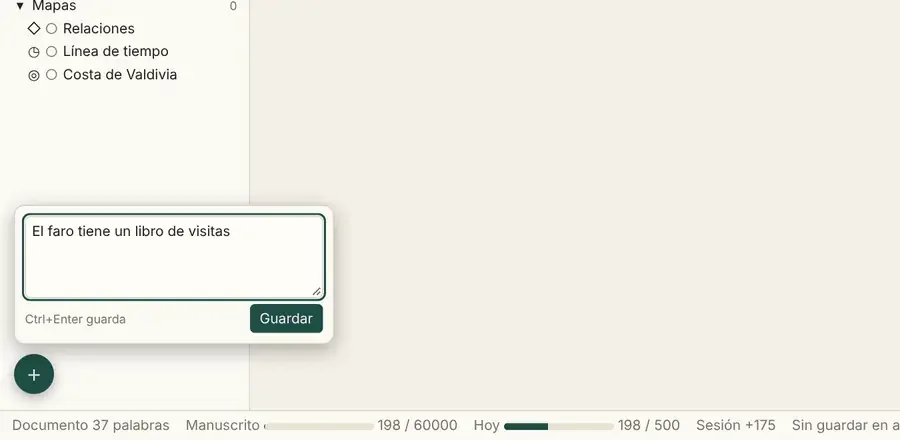 ▼ Mapas 0
Relaciones
Línea de tiempo
Costa de Valdivia
El faro tiene un libro de visitas
Ctrl+Enter guarda Guardar
+
Documento 37 palabras Manuscrito 198 / 60000 Hoy 198 / 500 Sesión +175 Sin guardar en a